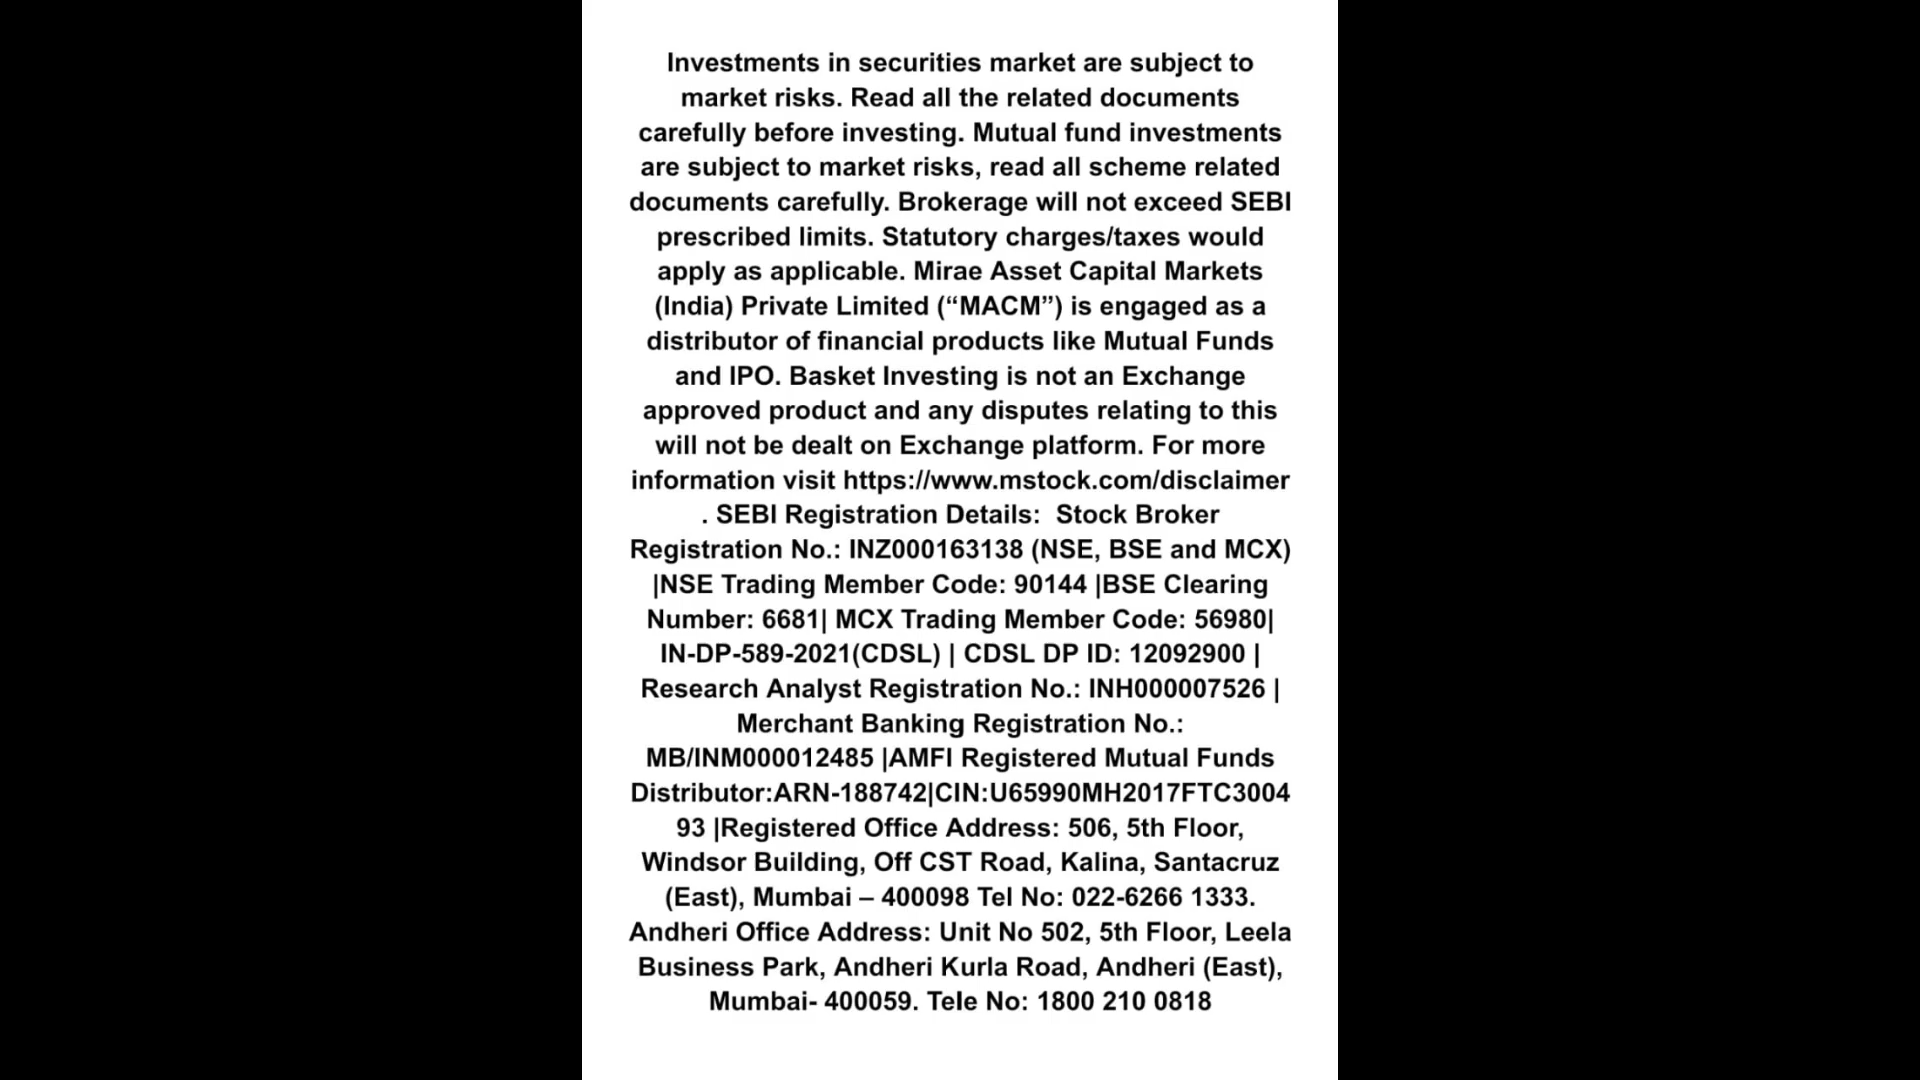 Investments in securities market are subject to
market risks. Read all the related documents
carefully before investing. Mutual fund investments
are subject to market risks, read all scheme related
documents carefully. Brokerage will not exceed SEBI
prescribed limits. Statutory charges/taxes would
apply as applicable. Mirae Asset Capital Markets
(India) Private Limited (“MACM”) is engaged as a
distributor of financial products like Mutual Funds
and IPO. Basket Investing is not an Exchange
approved product and any disputes relating to this
will not be dealt on Exchange platform. For more
information visit https://www.mstock.com/disclaimer
. SEBI Registration Details:  Stock Broker
Registration No.: INZ000163138 (NSE, BSE and MCX)
|NSE Trading Member Code: 90144 |BSE Clearing
Number: 6681| MCX Trading Member Code: 56980|
IN-DP-589-2021(CDSL) | CDSL DP ID: 12092900 |
Research Analyst Registration No.: INH000007526 |
Merchant Banking Registration No.:
MB/INM000012485 |AMFI Registered Mutual Funds
Distributor:ARN-188742|CIN:U65990MH2017FTC3004
93 |Registered Office Address: 506, 5th Floor,
Windsor Building, Off CST Road, Kalina, Santacruz
(East), Mumbai – 400098 Tel No: 022-6266 1333.
Andheri Office Address: Unit No 502, 5th Floor, Leela
Business Park, Andheri Kurla Road, Andheri (East),
Mumbai- 400059. Tele No: 1800 210 0818